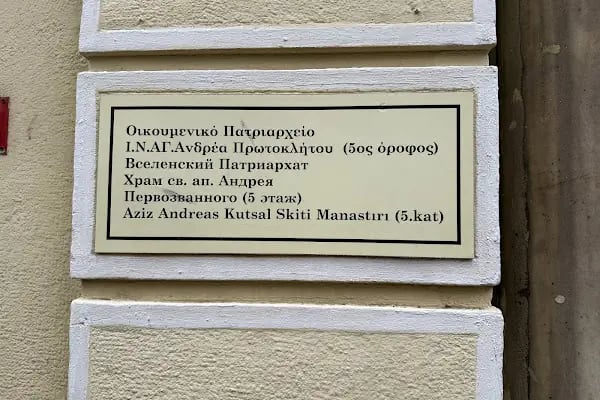 Οικουμενικό Πατριαρχείο
Ι.Ν.ΑΓ.Ανδρέα Πρωτοκλήτου (5ος όροφος)
Вселенский Патриархат
Храм св. ап. Андрея
Первозванного (5 этаж)
Aziz Andreas Kutsal Skiti Manastırı (5.kat)